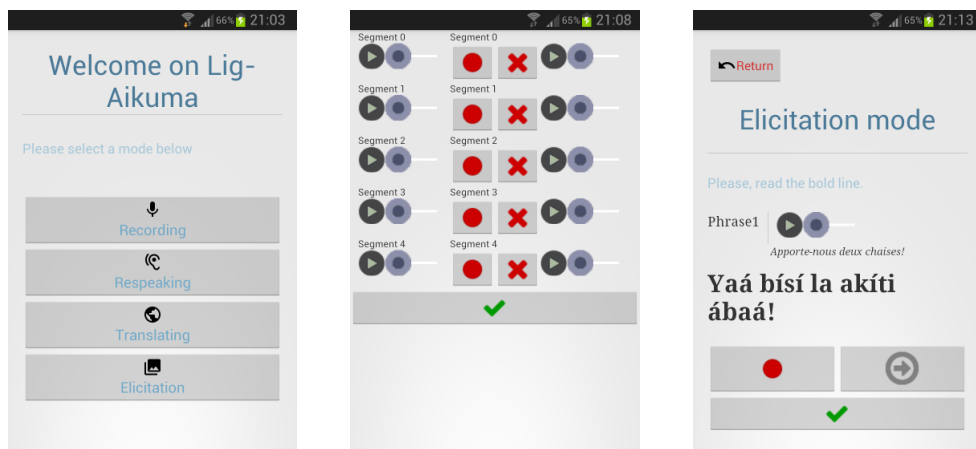 66% 21:03
Welcome on Lig-
Aikuma
Please select a mode below
Recording
Respeaking
Translating
Elicitation
65% 21:08
Segment 0 Segment 0
Segment 1 Segment 1
Segment 2 Segment 2
Segment 3 Segment 3
Segment 4 Segment 4
65% 21:13
Return
Elicitation mode
Please, read the bold line.
Phrase1
Apporte-nous deux chaises!
Yaá bísí la akíti
ábaá!